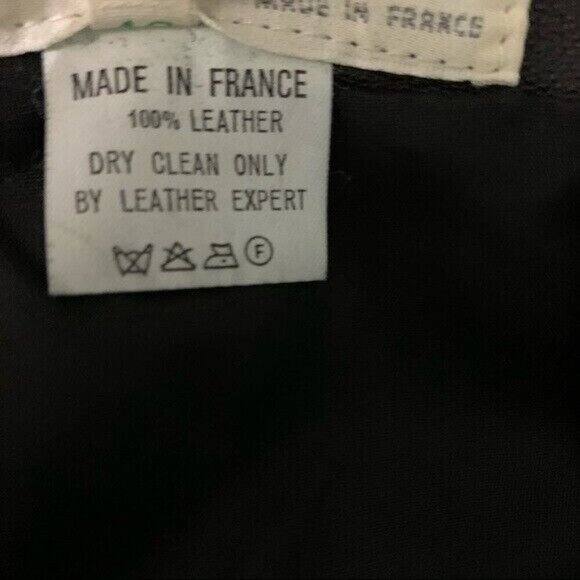 MADE IN FRANCE
MADE IN FRANCE
100% LEATHER
DRY CLEAN ONLY
BY LEATHER EXPERT
F